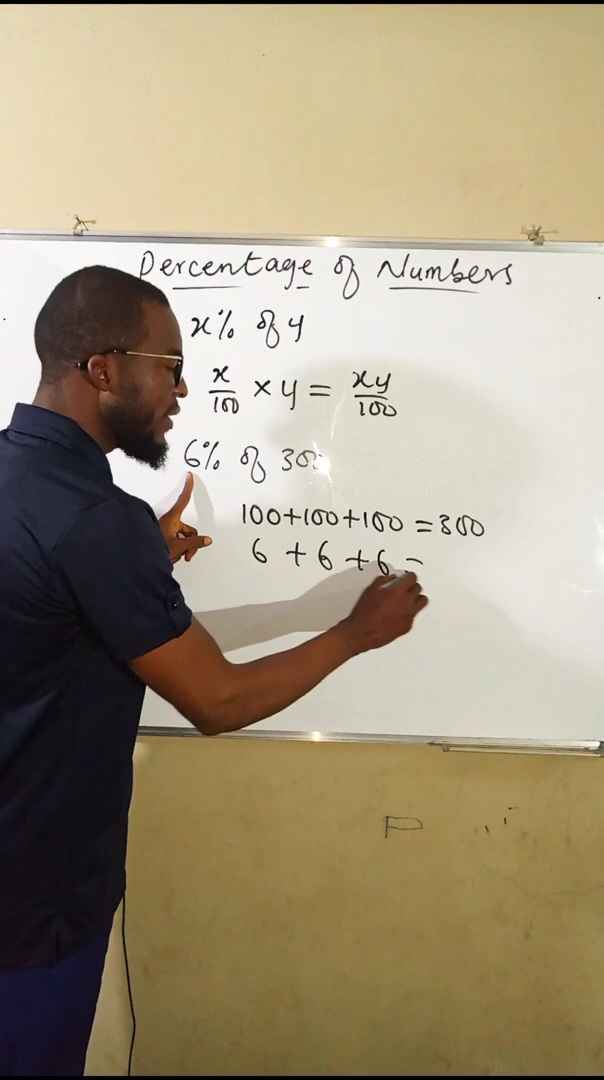 Percentage of Numbers
x% of y
x/100 × y = xy/100
6% of 300
100+100+100 = 300
6 + 6 + 6 =
P